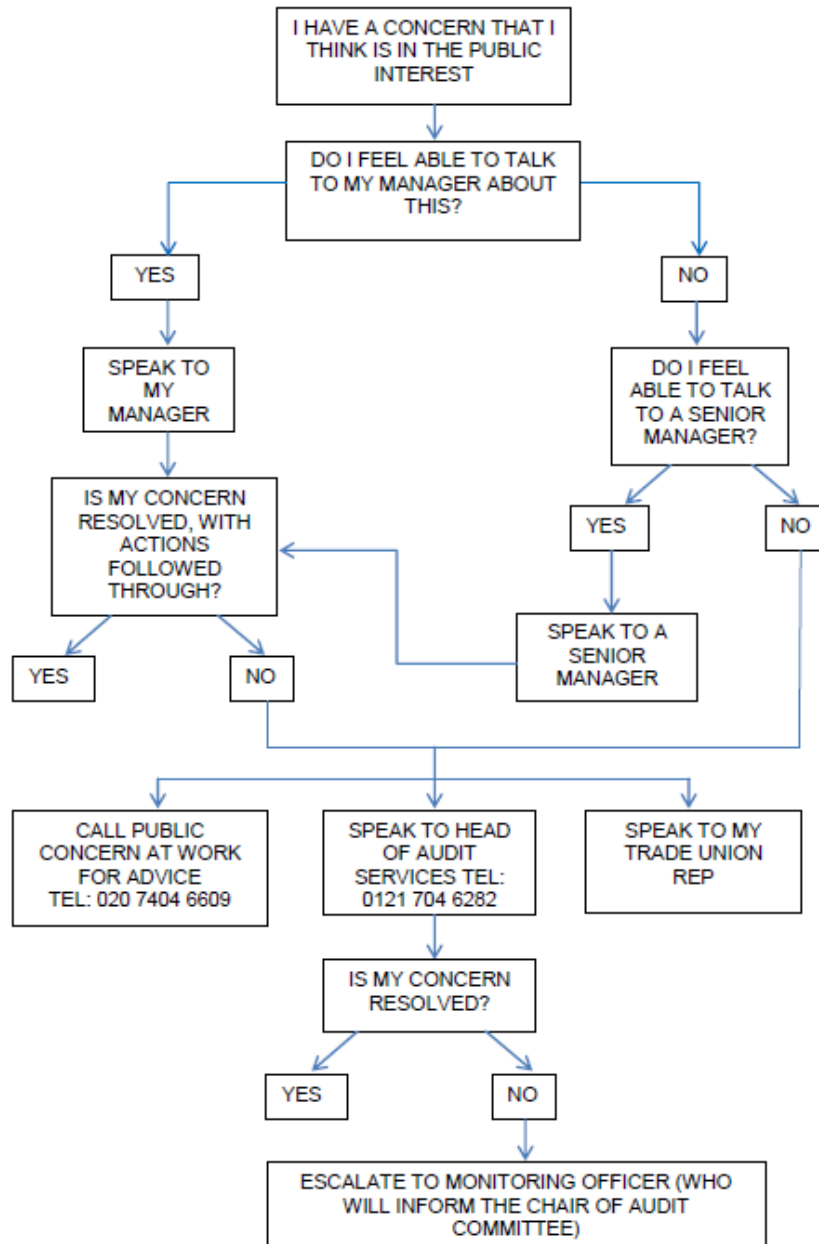 I HAVE A CONCERN THAT I
THINK IS IN THE PUBLIC
INTEREST
DO I FEEL ABLE TO TALK
TO MY MANAGER ABOUT
THIS?
YES
NO
SPEAK TO
MY
MANAGER
DO I FEEL
ABLE TO TALK
TO A SENIOR
MANAGER?
IS MY CONCERN
RESOLVED, WITH
ACTIONS
FOLLOWED
THROUGH?
YES
NO
SPEAK TO A
SENIOR
MANAGER
YES
NO
CALL PUBLIC
CONCERN AT WORK
FOR ADVICE
TEL: 020 7404 6609
SPEAK TO HEAD
OF AUDIT
SERVICES TEL:
0121 704 6282
SPEAK TO MY
TRADE UNION
REP
IS MY CONCERN
RESOLVED?
YES
NO
ESCALATE TO MONITORING OFFICER (WHO
WILL INFORM THE CHAIR OF AUDIT
COMMITTEE)